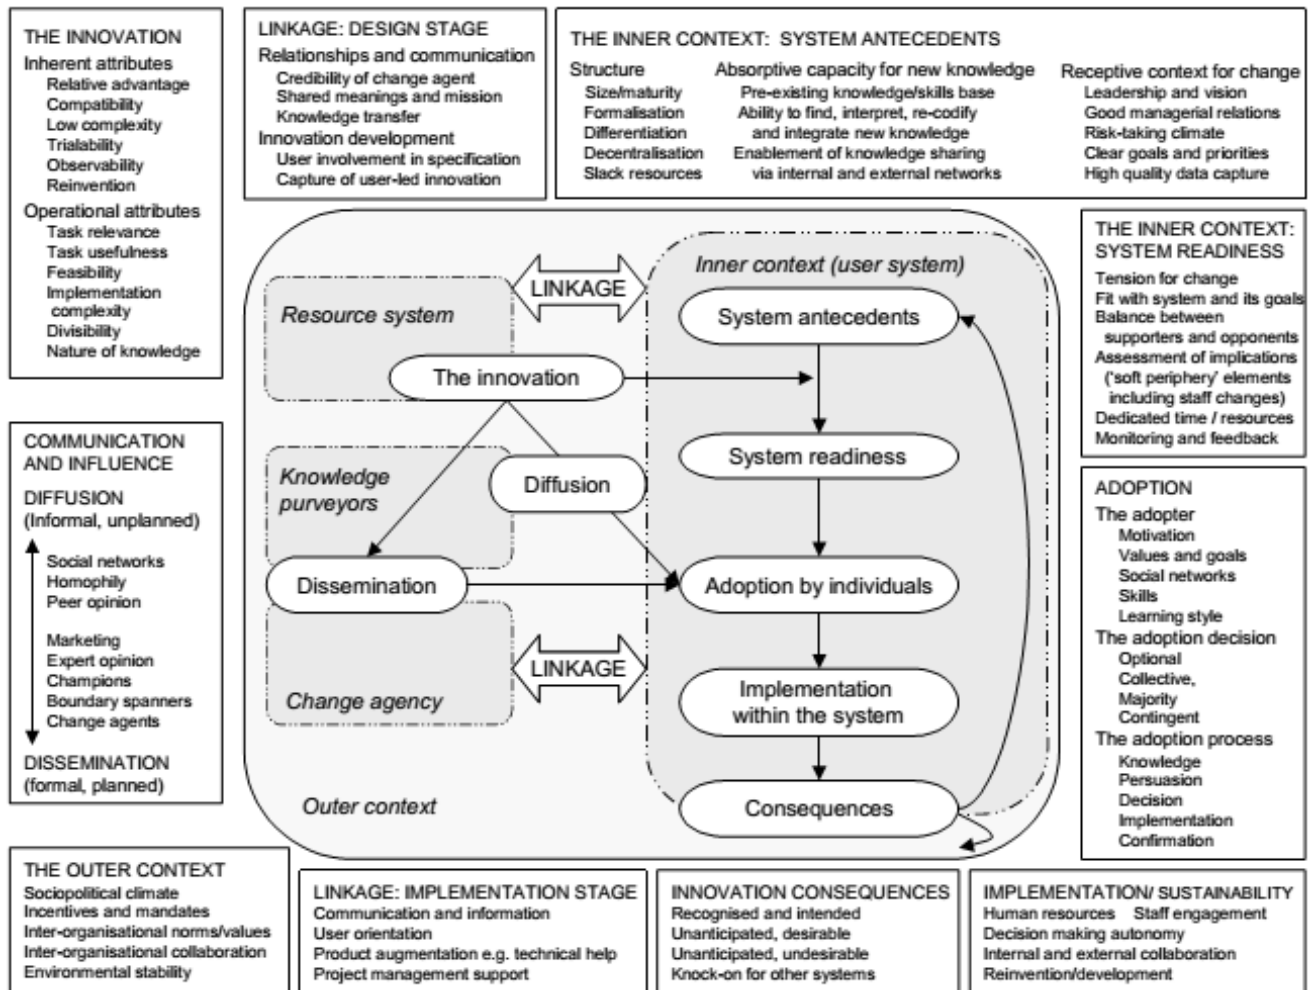 THE INNOVATION
Inherent attributes
Relative advantage
Compatibility
Low complexity
Trialability
Observability
Reinvention
Operational attributes
Task relevance
Task usefulness
Feasibility
Implementation
complexity
Divisibility
Nature of knowledge
LINKAGE: DESIGN STAGE
Relationships and communication
Credibility of change agent
Shared meanings and mission
Knowledge transfer
Innovation development
User involvement in specification
Capture of user-led innovation
THE INNER CONTEXT: SYSTEM ANTECEDENTS
Structure
Size/maturity
Formalisation
Differentiation
Decentralisation
Slack resources
Absorptive capacity for new knowledge
Pre-existing knowledge/skills base
Ability to find, interpret, re-codify
and integrate new knowledge
Enablement of knowledge sharing
via internal and external networks
Receptive context for change
Leadership and vision
Good managerial relations
Risk-taking climate
Clear goals and priorities
High quality data capture
COMMUNICATION
AND INFLUENCE
DIFFUSION
(Informal, unplanned)
Social networks
Homophily
Peer opinion
Marketing
Expert opinion
Champions
Boundary spanners
Change agents
DISSEMINATION
(formal, planned)
Resource system
LINKAGE
Inner context (user system)
System antecedents
The innovation
System readiness
Knowledge
purveyors
Diffusion
Dissemination
Adoption by individuals
LINKAGE
Change agency
Implementation
within the system
Outer context
Consequences
THE INNER CONTEXT:
SYSTEM READINESS
Tension for change
Fit with system and its goals
Balance between
supporters and opponents
Assessment of implications
('soft periphery' elements
including staff changes)
Dedicated time / resources
Monitoring and feedback
ADOPTION
The adopter
Motivation
Values and goals
Social networks
Skills
Learning style
The adoption decision
Optional
Collective,
Majority
Contingent
The adoption process
Knowledge
Persuasion
Decision
Implementation
Confirmation
THE OUTER CONTEXT
Sociopolitical climate
Incentives and mandates
Inter-organisational norms/values
Inter-organisational collaboration
Environmental stability
LINKAGE: IMPLEMENTATION STAGE
Communication and information
User orientation
Product augmentation e.g. technical help
Project management support
INNOVATION CONSEQUENCES
Recognised and intended
Unanticipated, desirable
Unanticipated, undesirable
Knock-on for other systems
IMPLEMENTATION/ SUSTAINABILITY
Human resources Staff engagement
Decision making autonomy
Internal and external collaboration
Reinvention/development